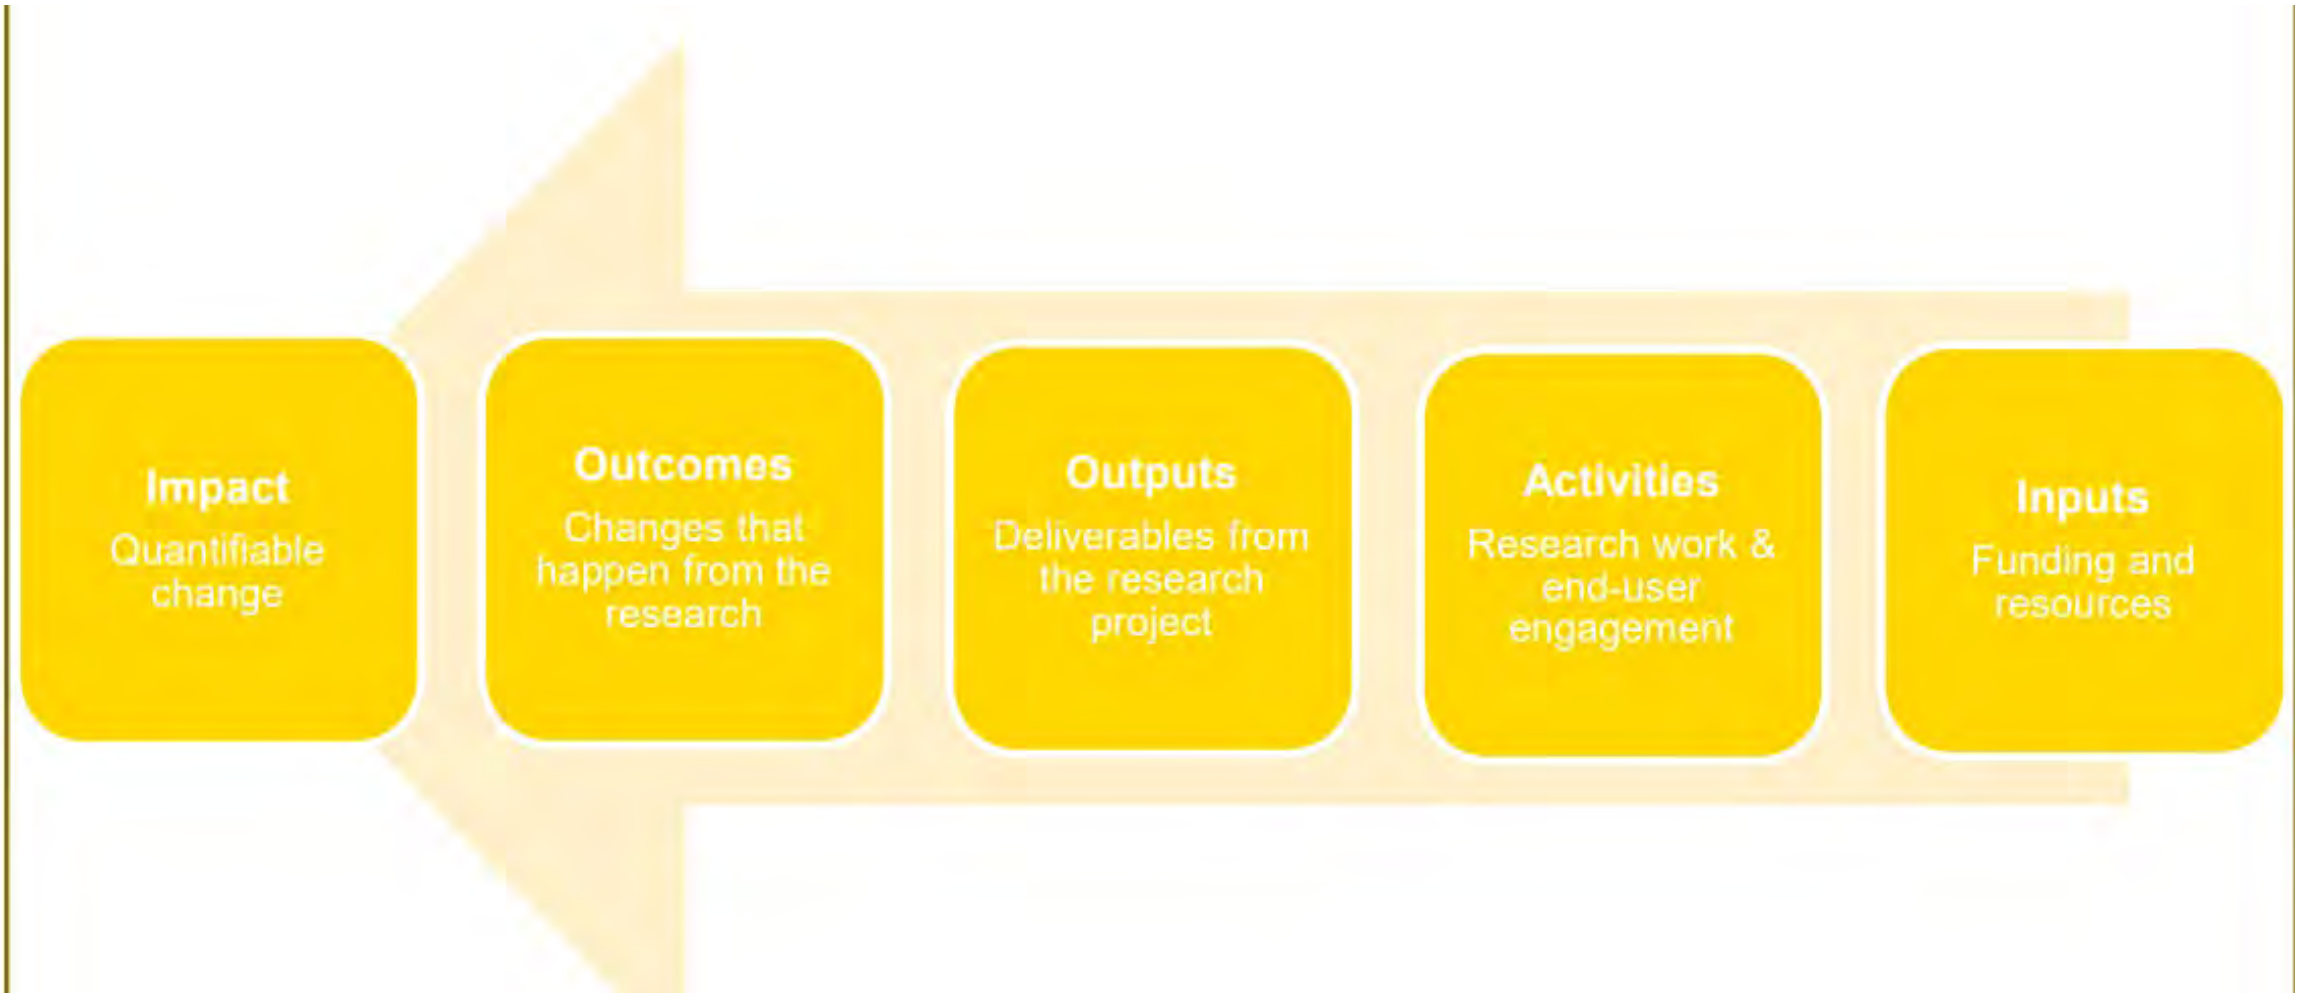 Impact
Quantifiable
change
Outcomes
Changes that
happen from the
research
Outputs
Deliverables from
the research
project
Activities
Research work &
end-user
engagement
Inputs
Funding and
resources